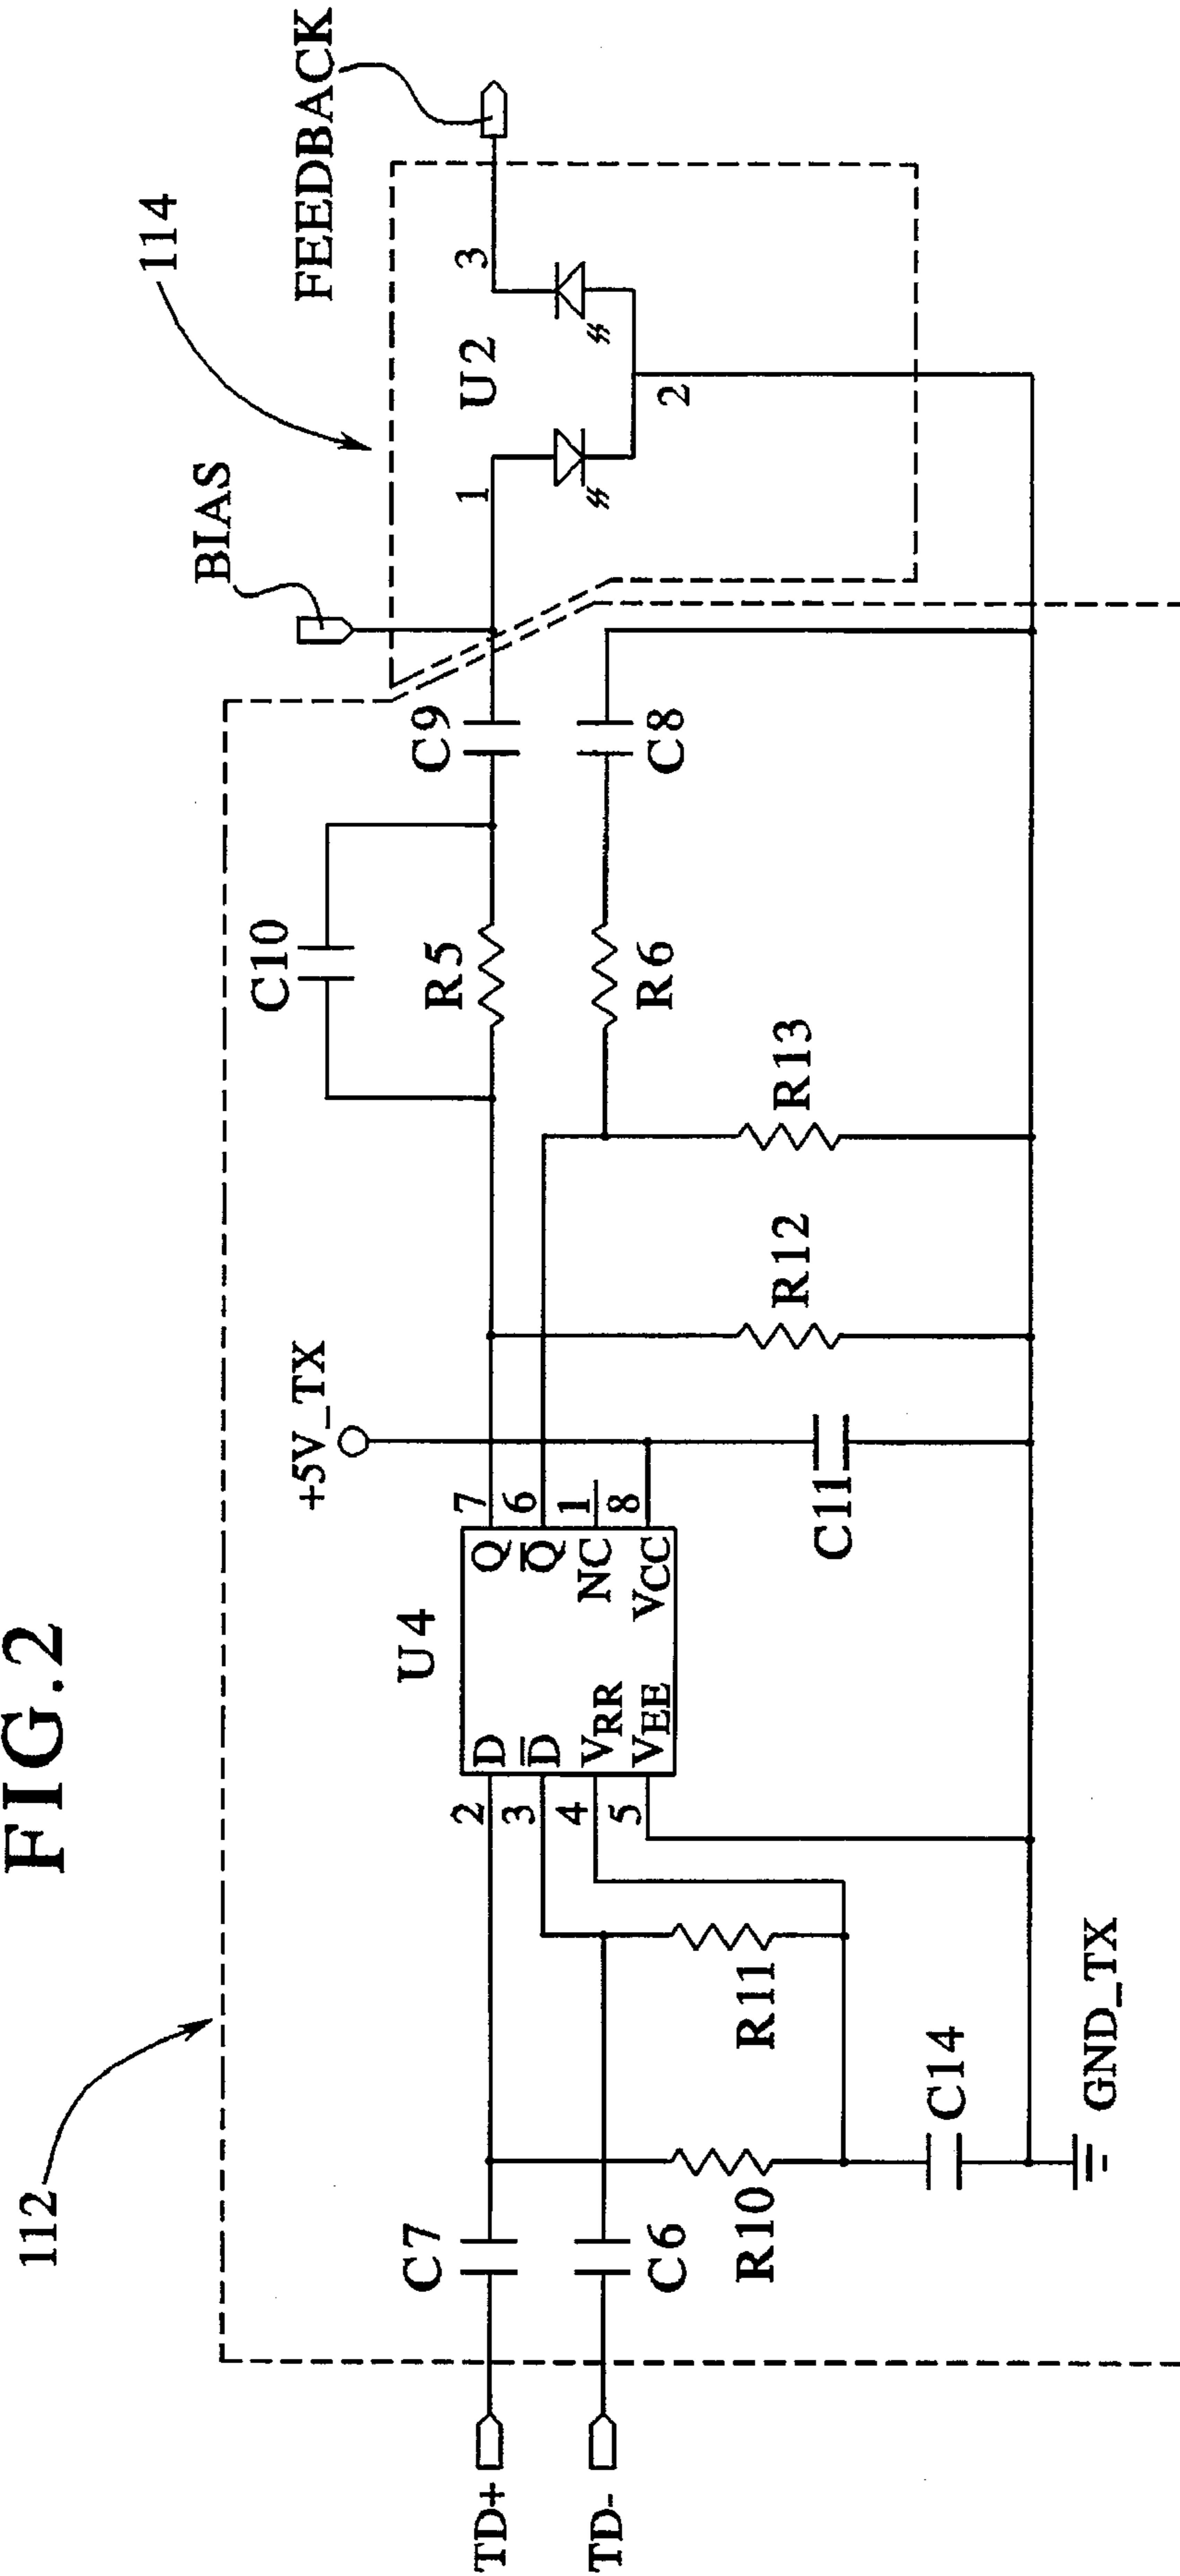 FIG.2
112
114
BIAS
FEEDBACK
C10
+5V_TX
U4
U2
C7
C9
R5
TD+
TD-
C6
C8
R6
1
3
2
2
D
Q
7
3
D̅
Q̅
6
4
VRR
NC
1
5
VEE
VCC
8
R10
R11
R12
R13
C11
C14
GND_TX